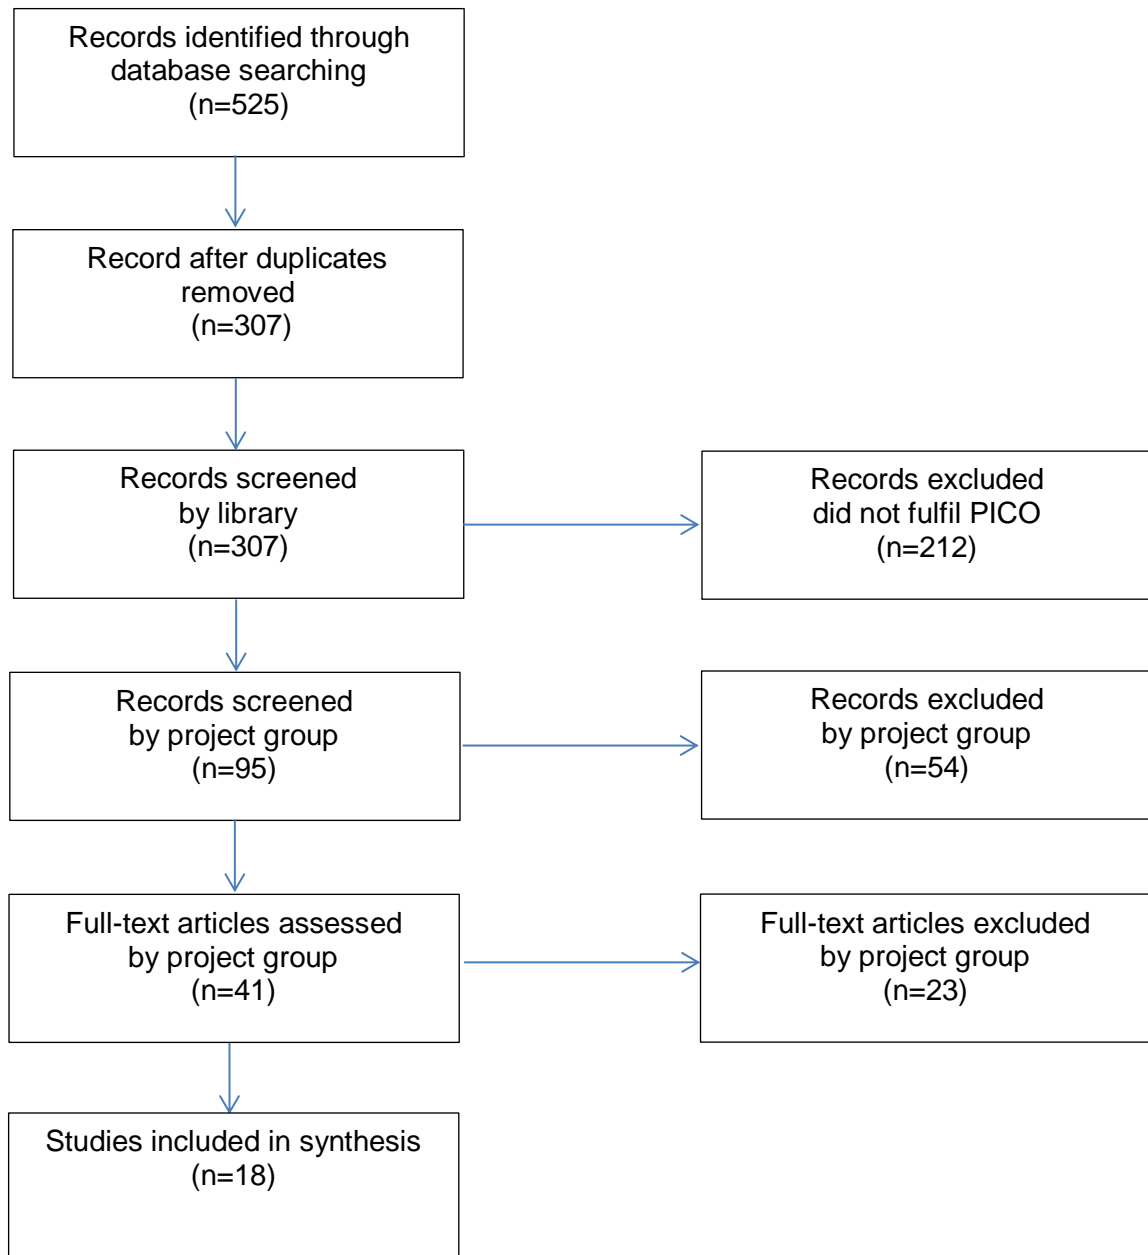 Records identified through
database searching
(n=525)
Record after duplicates
removed
(n=307)
Records screened
by library
(n=307)
Records excluded
did not fulfil PICO
(n=212)
Records screened
by project group
(n=95)
Records excluded
by project group
(n=54)
Full-text articles assessed
by project group
(n=41)
Full-text articles excluded
by project group
(n=23)
Studies included in synthesis
(n=18)